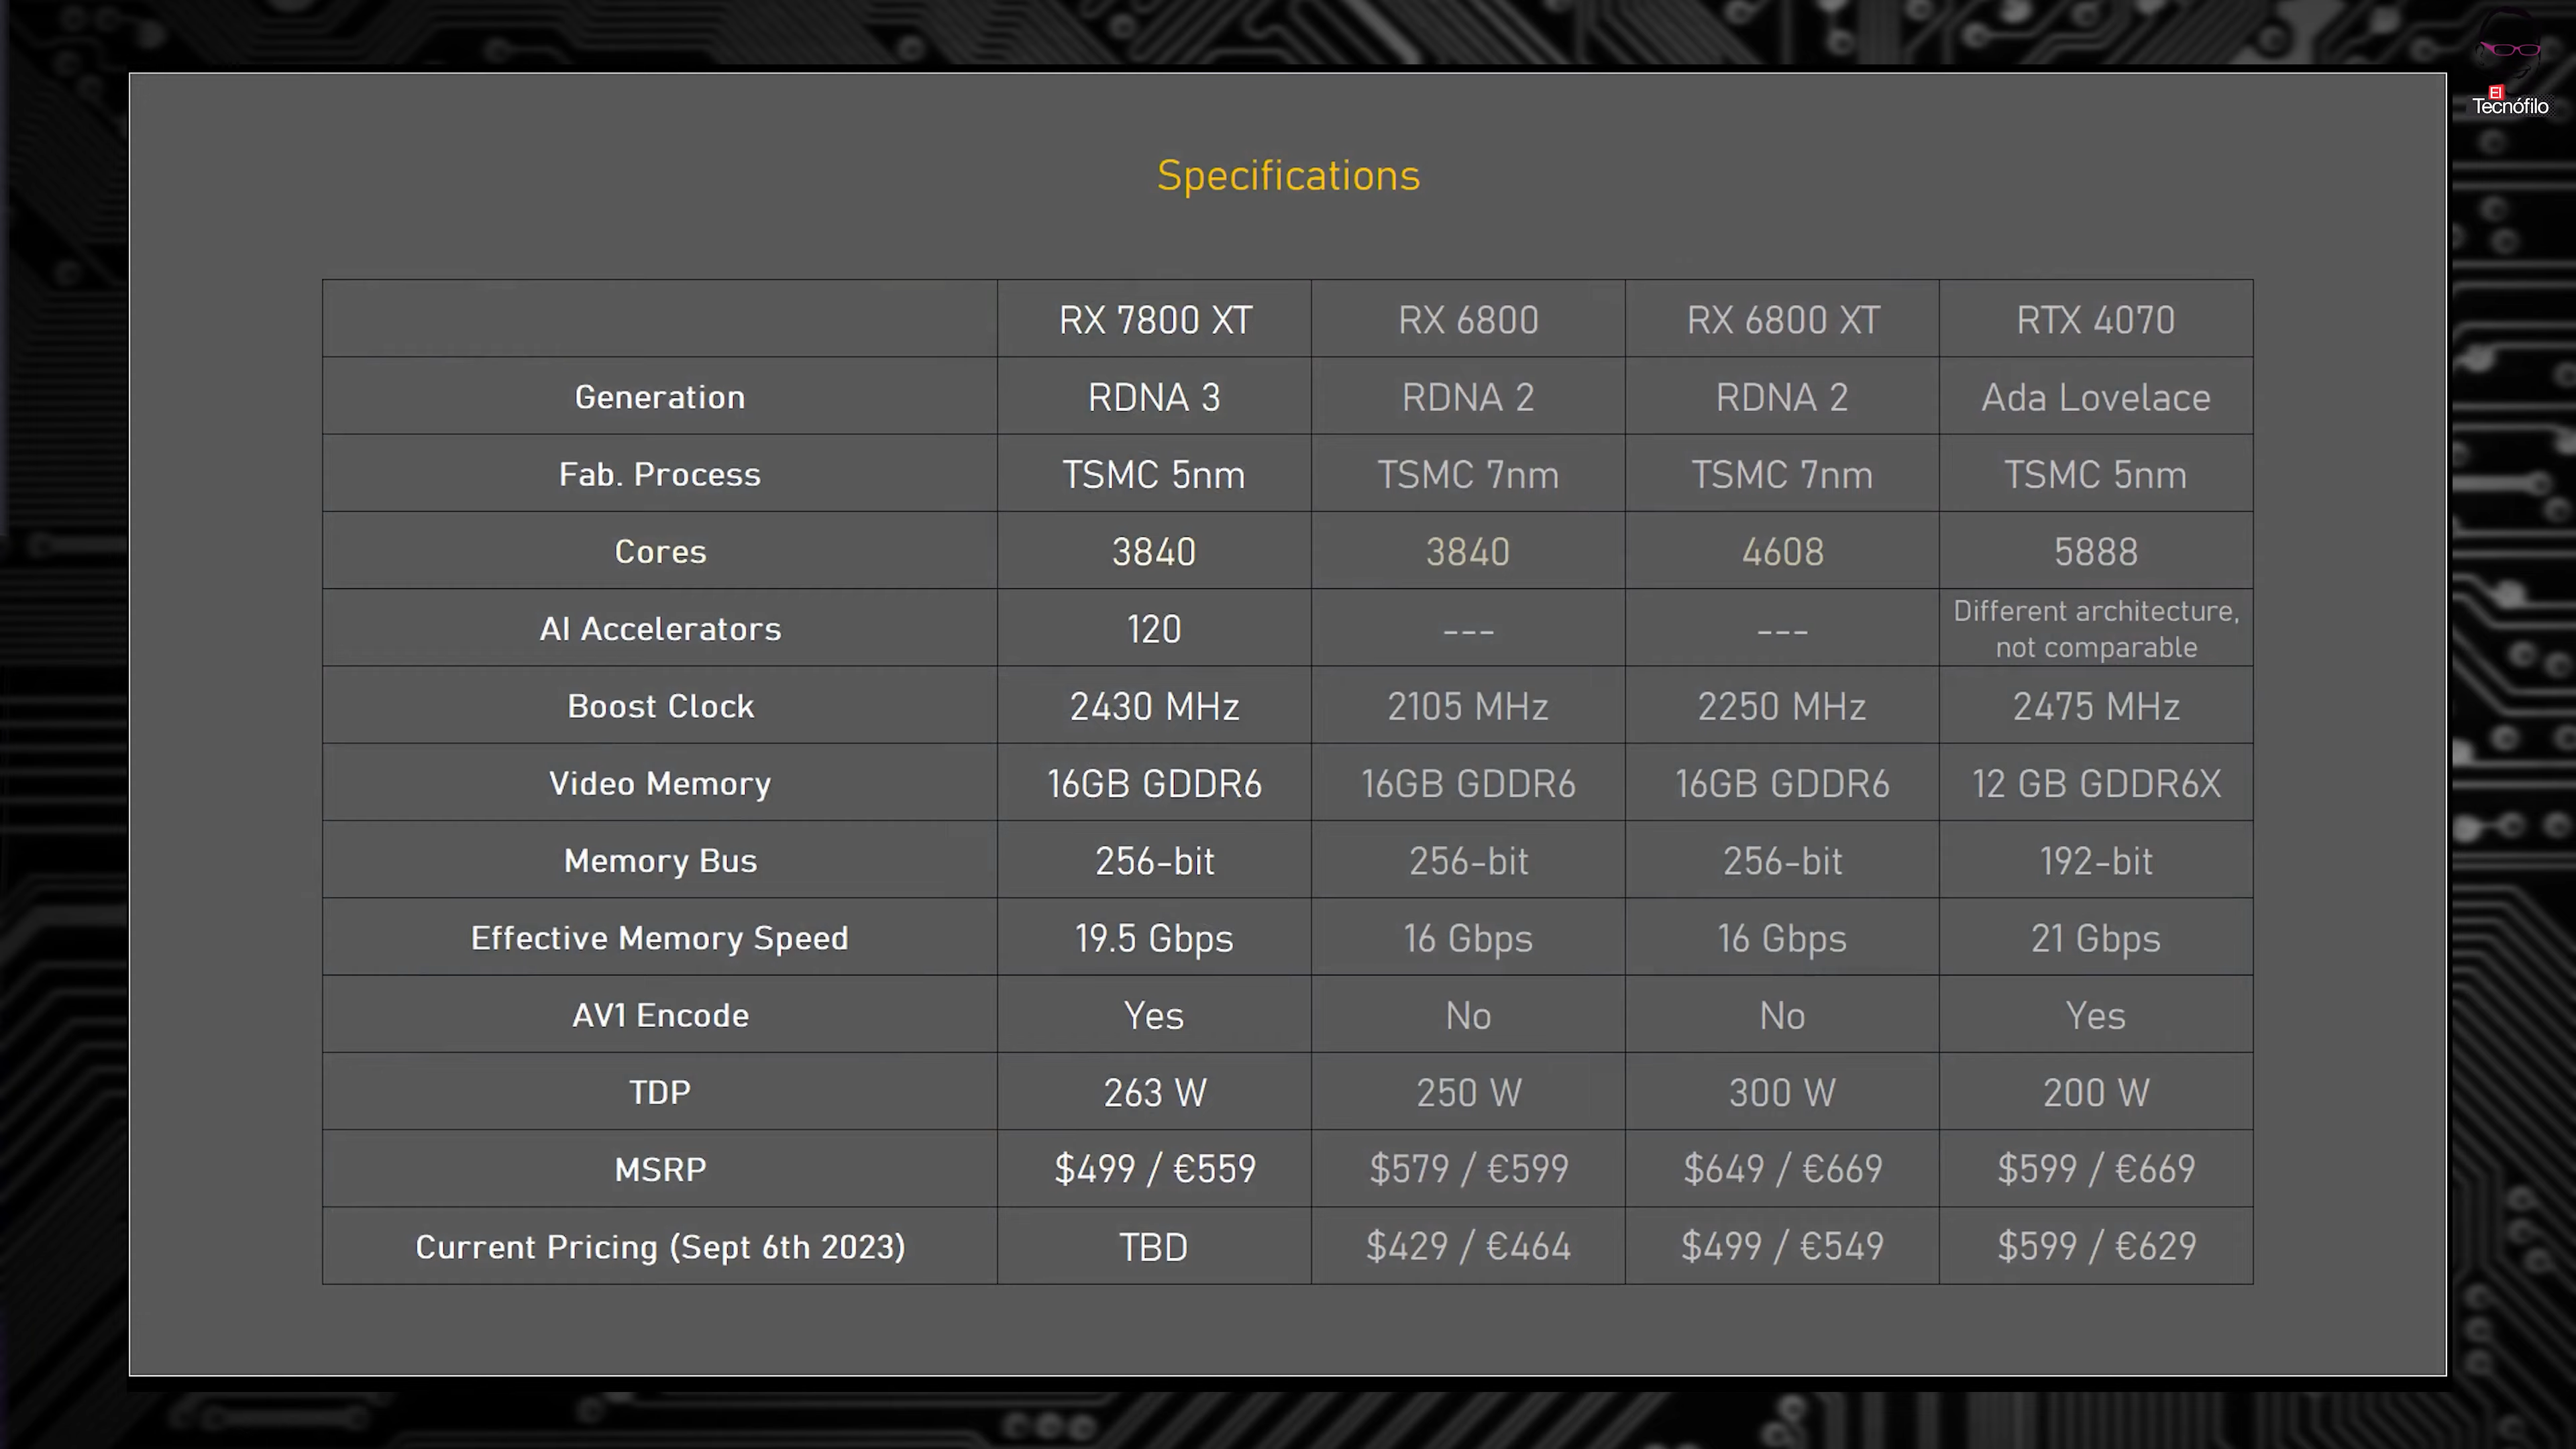 El
Tecnófilo
Specifications
RX 7800 XT RX 6800 RX 6800 XT RTX 4070
Generation RDNA 3 RDNA 2 RDNA 2 Ada Lovelace
Fab. Process TSMC 5nm TSMC 7nm TSMC 7nm TSMC 5nm
Cores 3840 3840 4608 5888
AI Accelerators 120 --- --- Different architecture,
not comparable
Boost Clock 2430 MHz 2105 MHz 2250 MHz 2475 MHz
Video Memory 16GB GDDR6 16GB GDDR6 16GB GDDR6 12 GB GDDR6X
Memory Bus 256-bit 256-bit 256-bit 192-bit
Effective Memory Speed 19.5 Gbps 16 Gbps 16 Gbps 21 Gbps
AV1 Encode Yes No No Yes
TDP 263 W 250 W 300 W 200 W
MSRP $499 / €559 $579 / €599 $649 / €669 $599 / €669
Current Pricing (Sept 6th 2023) TBD $429 / €464 $499 / €549 $599 / €629